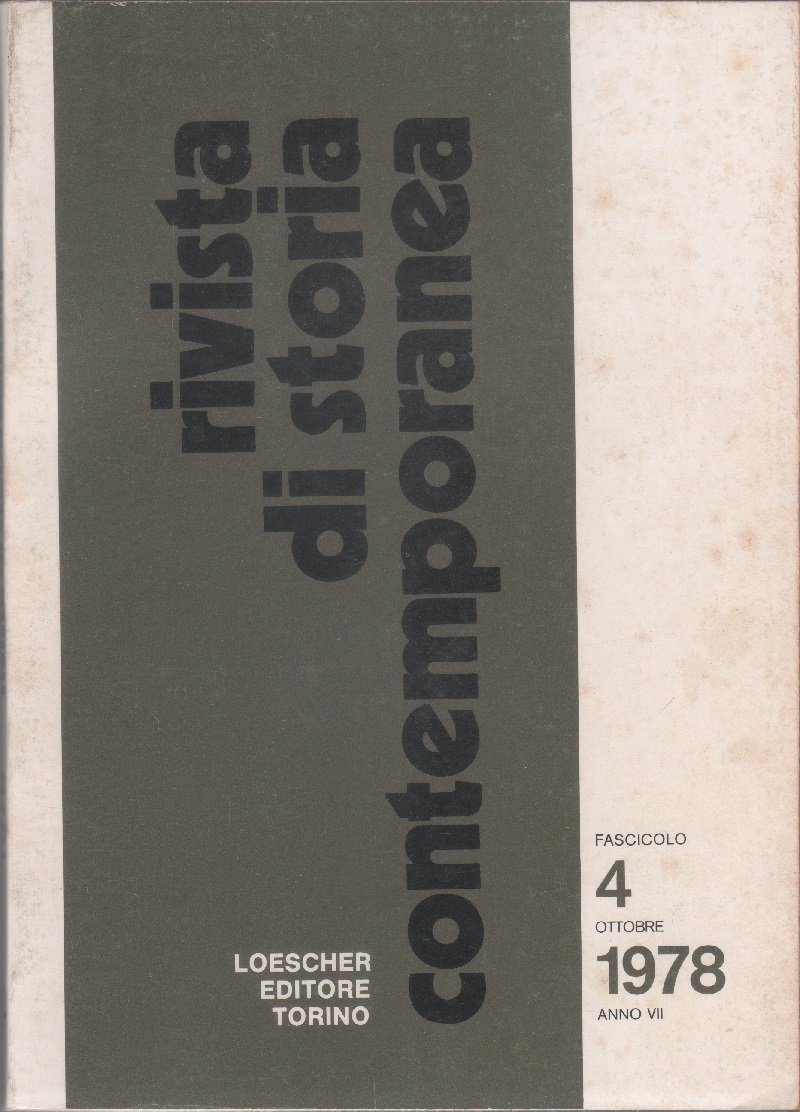 rivista
di storia
contemporanea
LOESCHER
EDITORE
TORINO
FASCICOLO
4
OTTOBRE
1978
ANNO VII